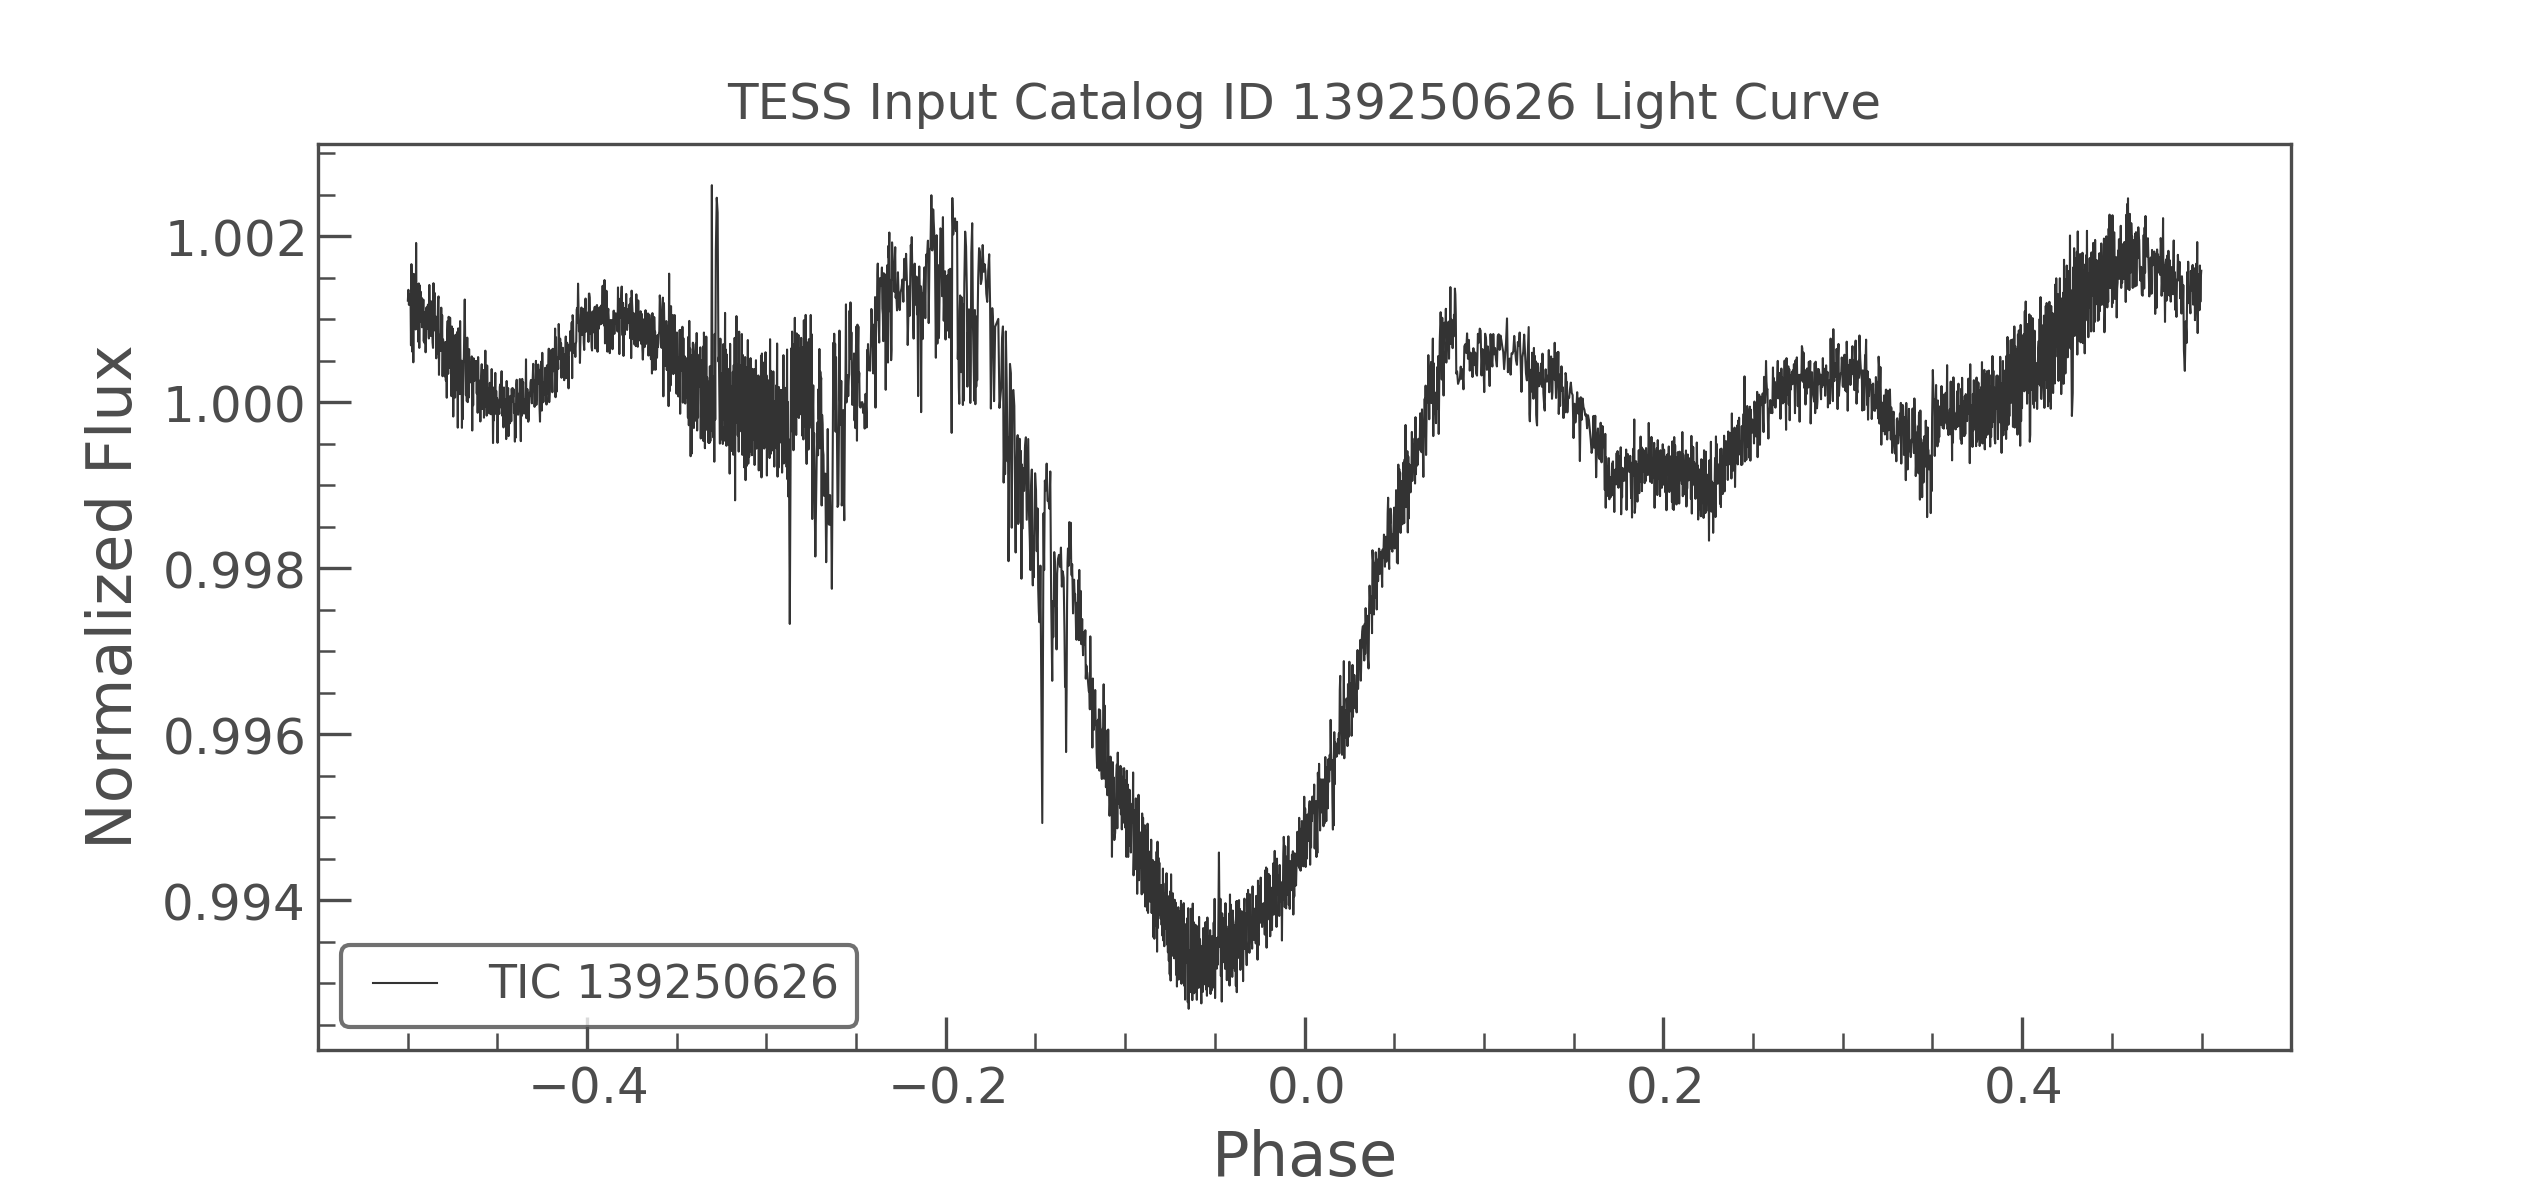 TESS Input Catalog ID 139250626 Light Curve
Normalized Flux
1.002
1.000
0.998
0.996
0.994
TIC 139250626
−0.4
−0.2
0.0
0.2
0.4
Phase